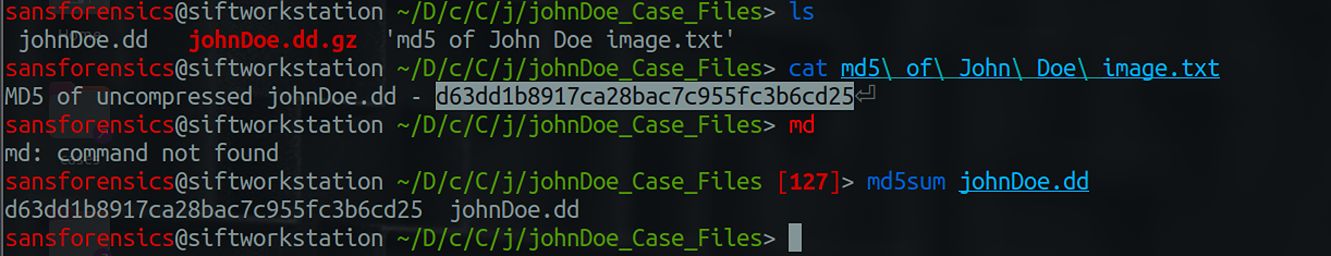 sansforensics@siftworkstation ~/D/c/C/j/johnDoe_Case_Files> ls
johnDoe.dd johnDoe.dd.gz 'md5 of John Doe image.txt'
sansforensics@siftworkstation ~/D/c/C/j/johnDoe_Case_Files> cat md5\ of\ John\ Doe\ image.txt
MD5 of uncompressed johnDoe.dd - d63dd1b8917ca28bac7c955fc3b6cd25⏎
sansforensics@siftworkstation ~/D/c/C/j/johnDoe_Case_Files> md
md: command not found
sansforensics@siftworkstation ~/D/c/C/j/johnDoe_Case_Files [127]> md5sum johnDoe.dd
d63dd1b8917ca28bac7c955fc3b6cd25 johnDoe.dd
sansforensics@siftworkstation ~/D/c/C/j/johnDoe_Case_Files>